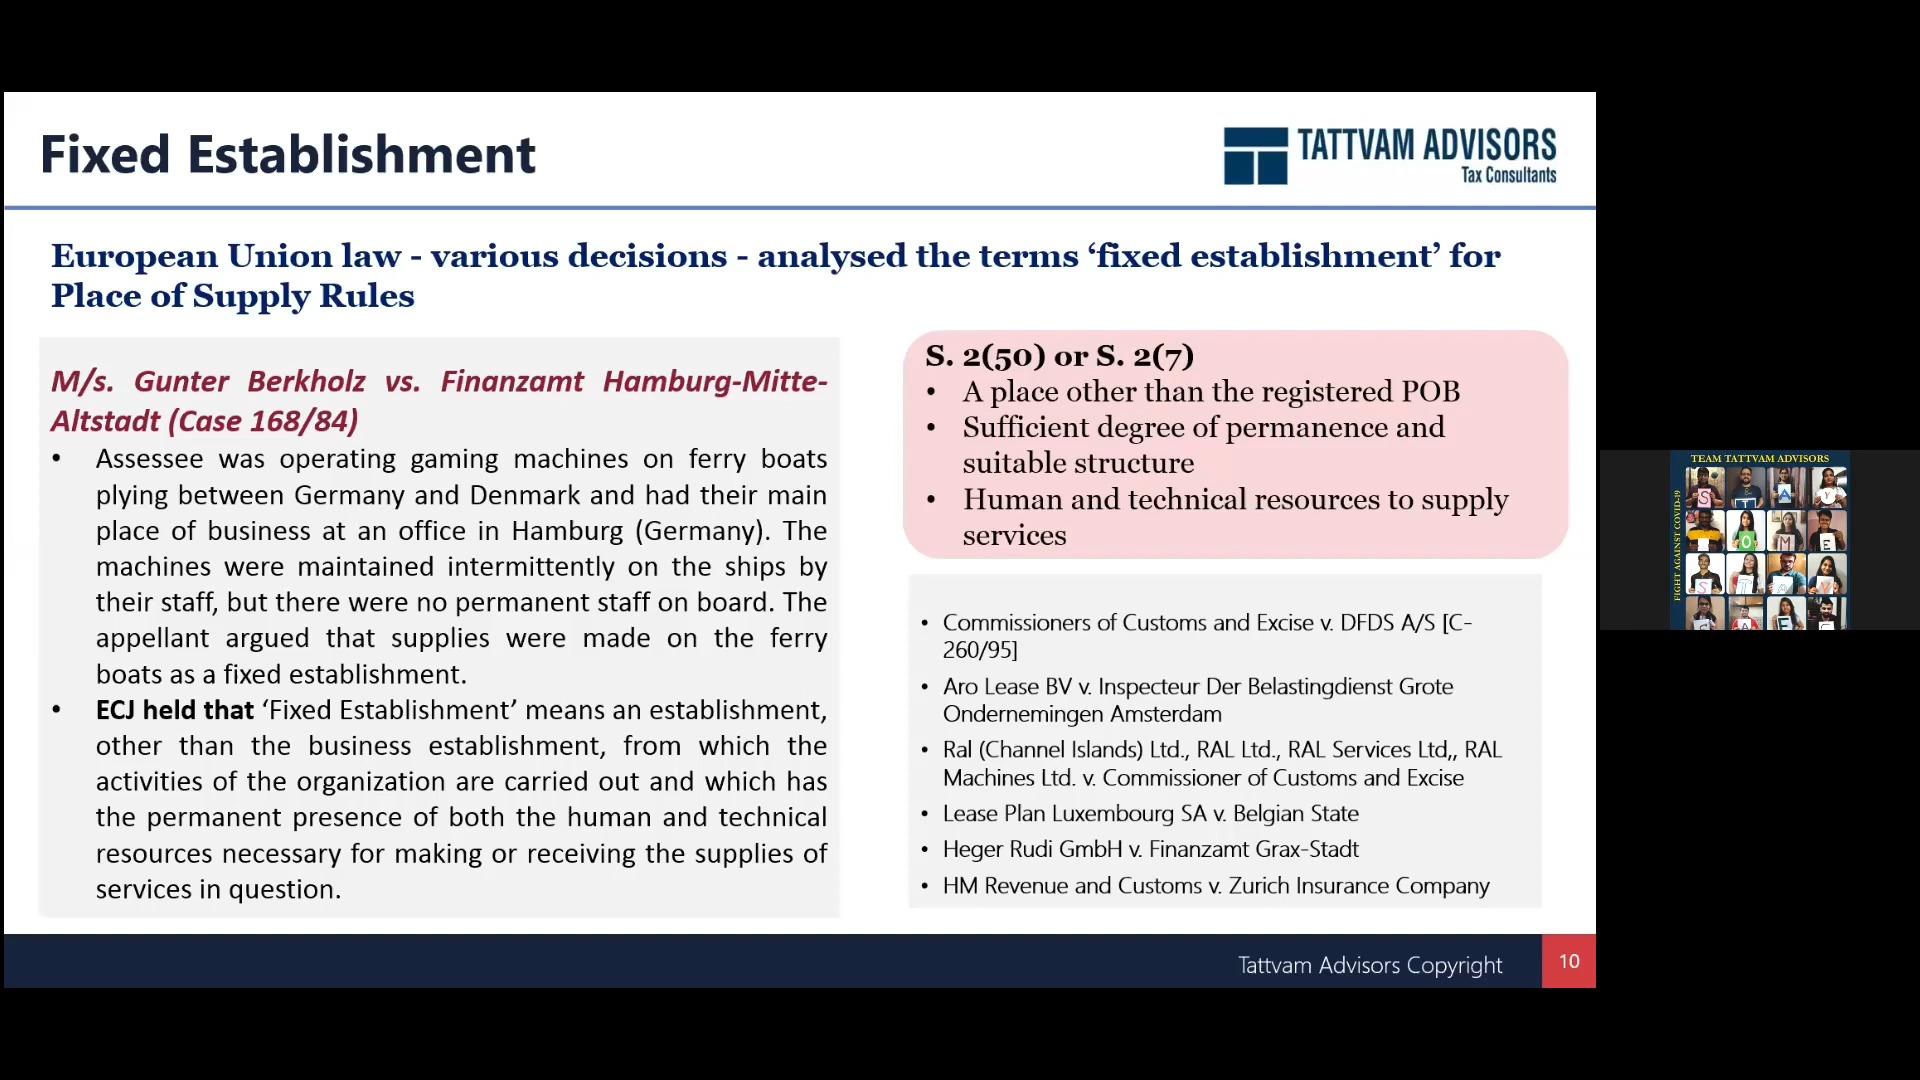 Fixed Establishment
TATTVAM ADVISORS
Tax Consultants
European Union law - various decisions - analysed the terms ‘fixed establishment’ for
Place of Supply Rules
M/s. Gunter Berkholz vs. Finanzamt Hamburg-Mitte-
Altstadt (Case 168/84)
• Assessee was operating gaming machines on ferry boats
plying between Germany and Denmark and had their main
place of business at an office in Hamburg (Germany). The
machines were maintained intermittently on the ships by
their staff, but there were no permanent staff on board. The
appellant argued that supplies were made on the ferry
boats as a fixed establishment.
• ECJ held that ‘Fixed Establishment’ means an establishment,
other than the business establishment, from which the
activities of the organization are carried out and which has
the permanent presence of both the human and technical
resources necessary for making or receiving the supplies of
services in question.
S. 2(50) or S. 2(7)
• A place other than the registered POB
• Sufficient degree of permanence and
suitable structure
• Human and technical resources to supply
services
• Commissioners of Customs and Excise v. DFDS A/S [C-
260/95]
• Aro Lease BV v. Inspecteur Der Belastingdienst Grote
Ondernemingen Amsterdam
• Ral (Channel Islands) Ltd., RAL Ltd., RAL Services Ltd,, RAL
Machines Ltd. v. Commissioner of Customs and Excise
• Lease Plan Luxembourg SA v. Belgian State
• Heger Rudi GmbH v. Finanzamt Grax-Stadt
• HM Revenue and Customs v. Zurich Insurance Company
Tattvam Advisors Copyright
10
TEAM TATTVAM ADVISORS
FIGHT AGAINST COVID-19
S T A Y
O M E
S T A Y
A F E